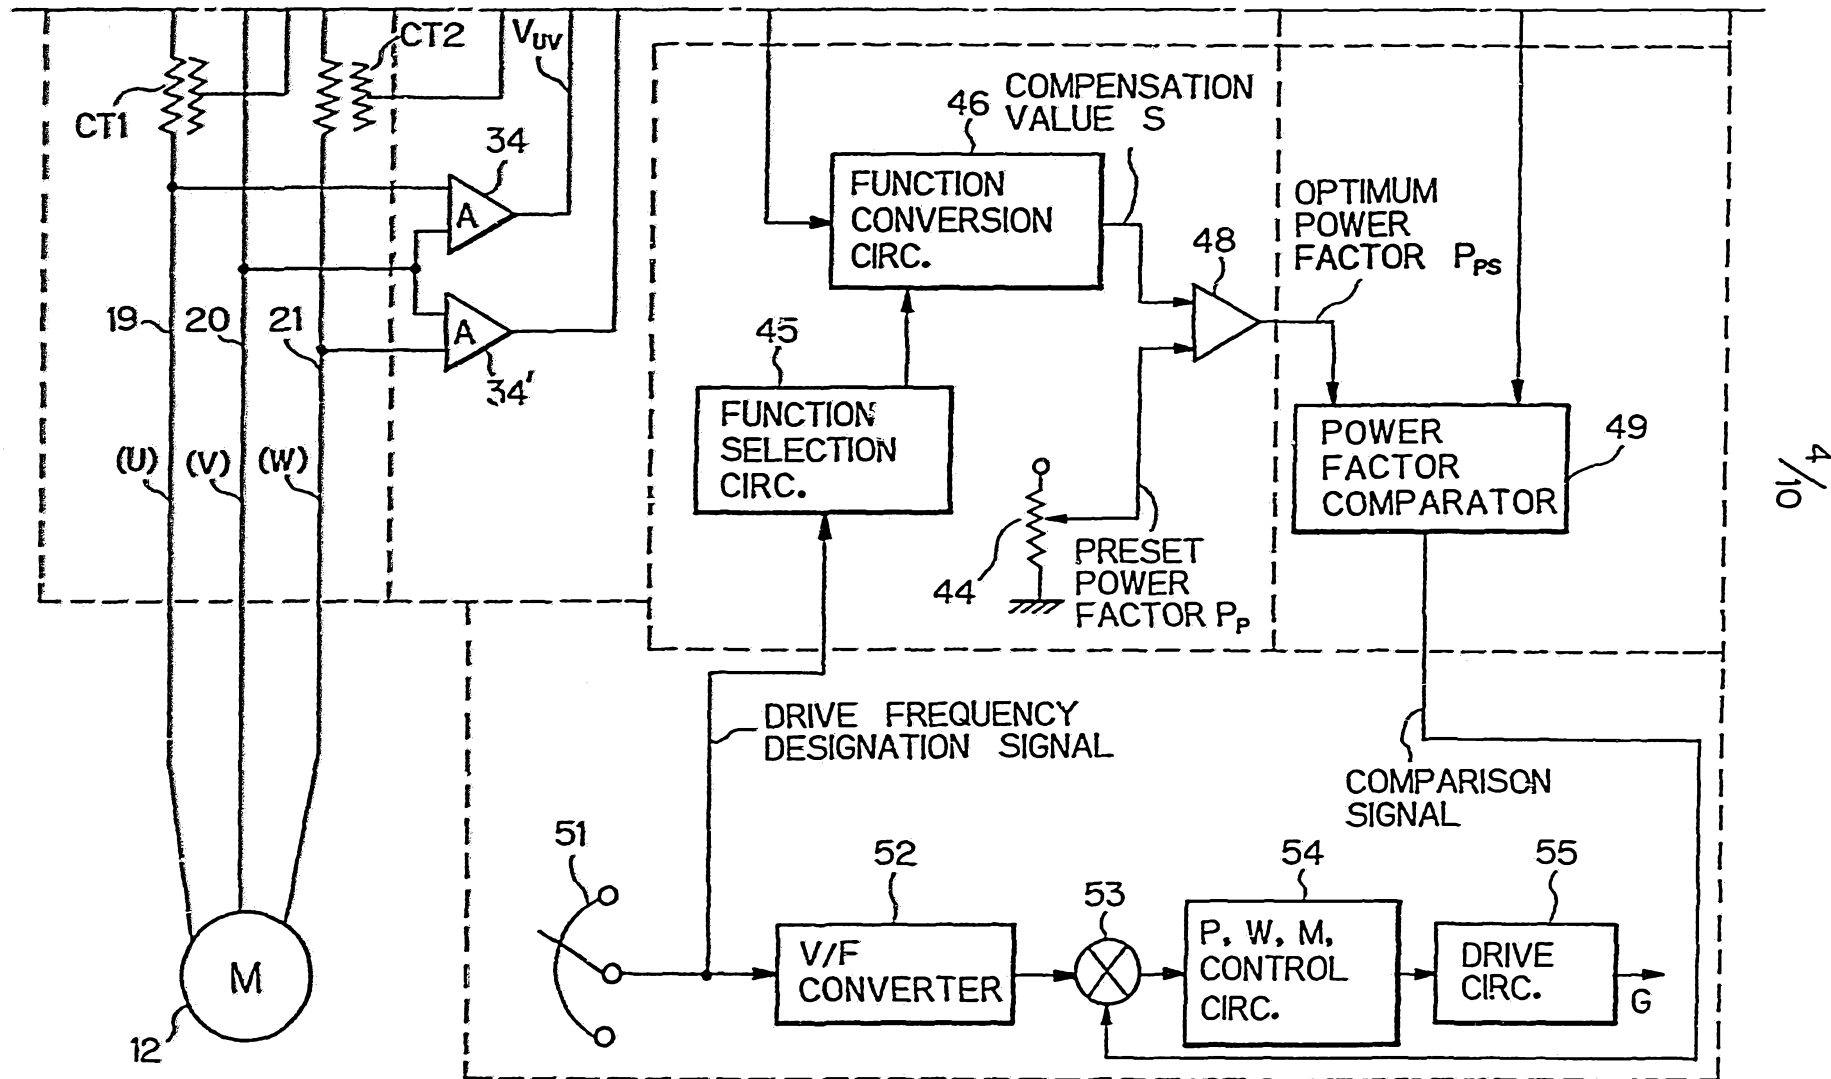 CT1
CT2
VUV
34
A
A
34'
19
20
21
(U)
(V)
(W)
M
12
46
COMPENSATION
VALUE S
FUNCTION
CONVERSION
CIRC.
48
OPTIMUM
POWER
FACTOR PPS
45
FUNCTION
SELECTION
CIRC.
44
PRESET
POWER
FACTOR PP
POWER
FACTOR
COMPARATOR
49
4/10
DRIVE FREQUENCY
DESIGNATION SIGNAL
COMPARISON
SIGNAL
51
52
V/F
CONVERTER
53
54
P, W, M,
CONTROL
CIRC.
55
DRIVE
CIRC.
G